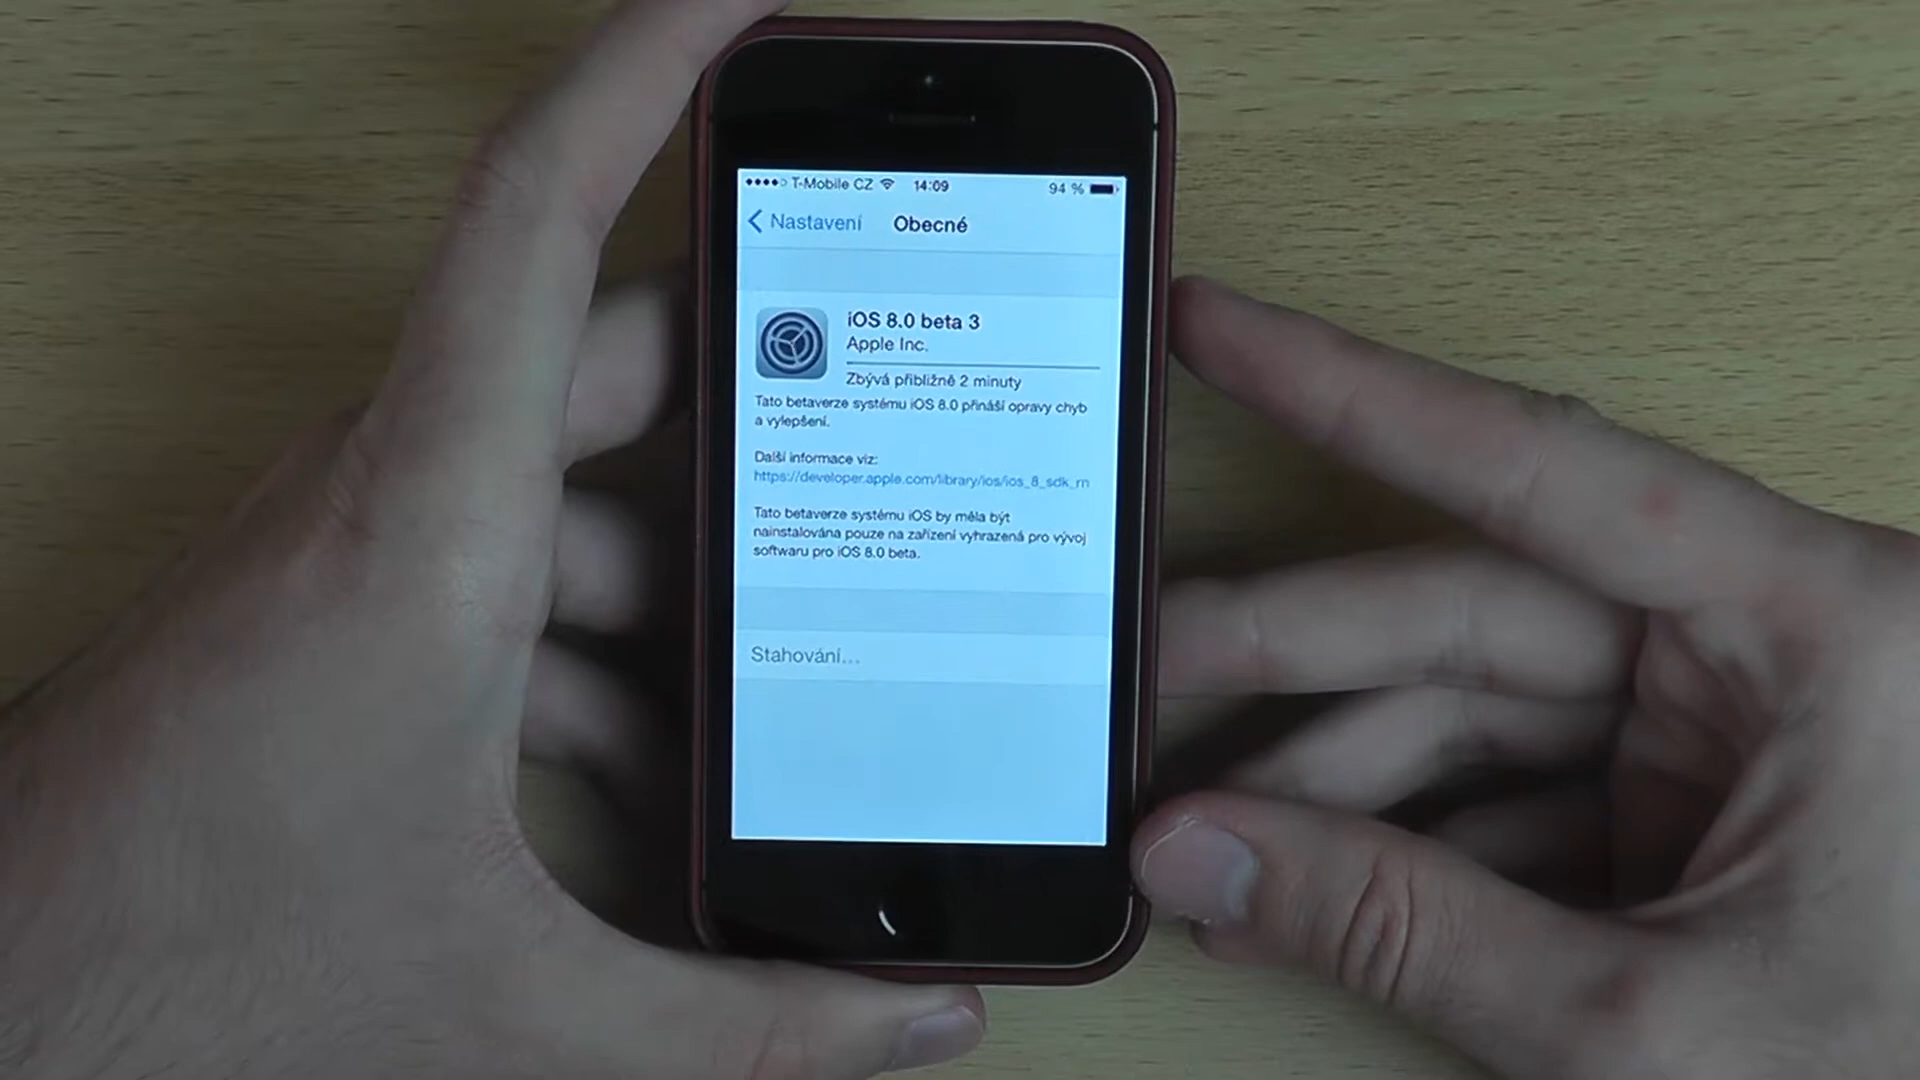 T-Mobile CZ 14:09 94 %
Nastavení Obecné
iOS 8.0 beta 3
Apple Inc.
Zbývá přibližně 2 minuty
Tato betaverze systému iOS 8.0 přináší opravy chyb
a vylepšení.
Další informace viz:
https://developer.apple.com/library/ios/ios_8_sdk_rn
Tato betaverze systému iOS by měla být
nainstalována pouze na zařízení vyhrazená pro vývoj
softwaru pro iOS 8.0 beta.
Stahování...